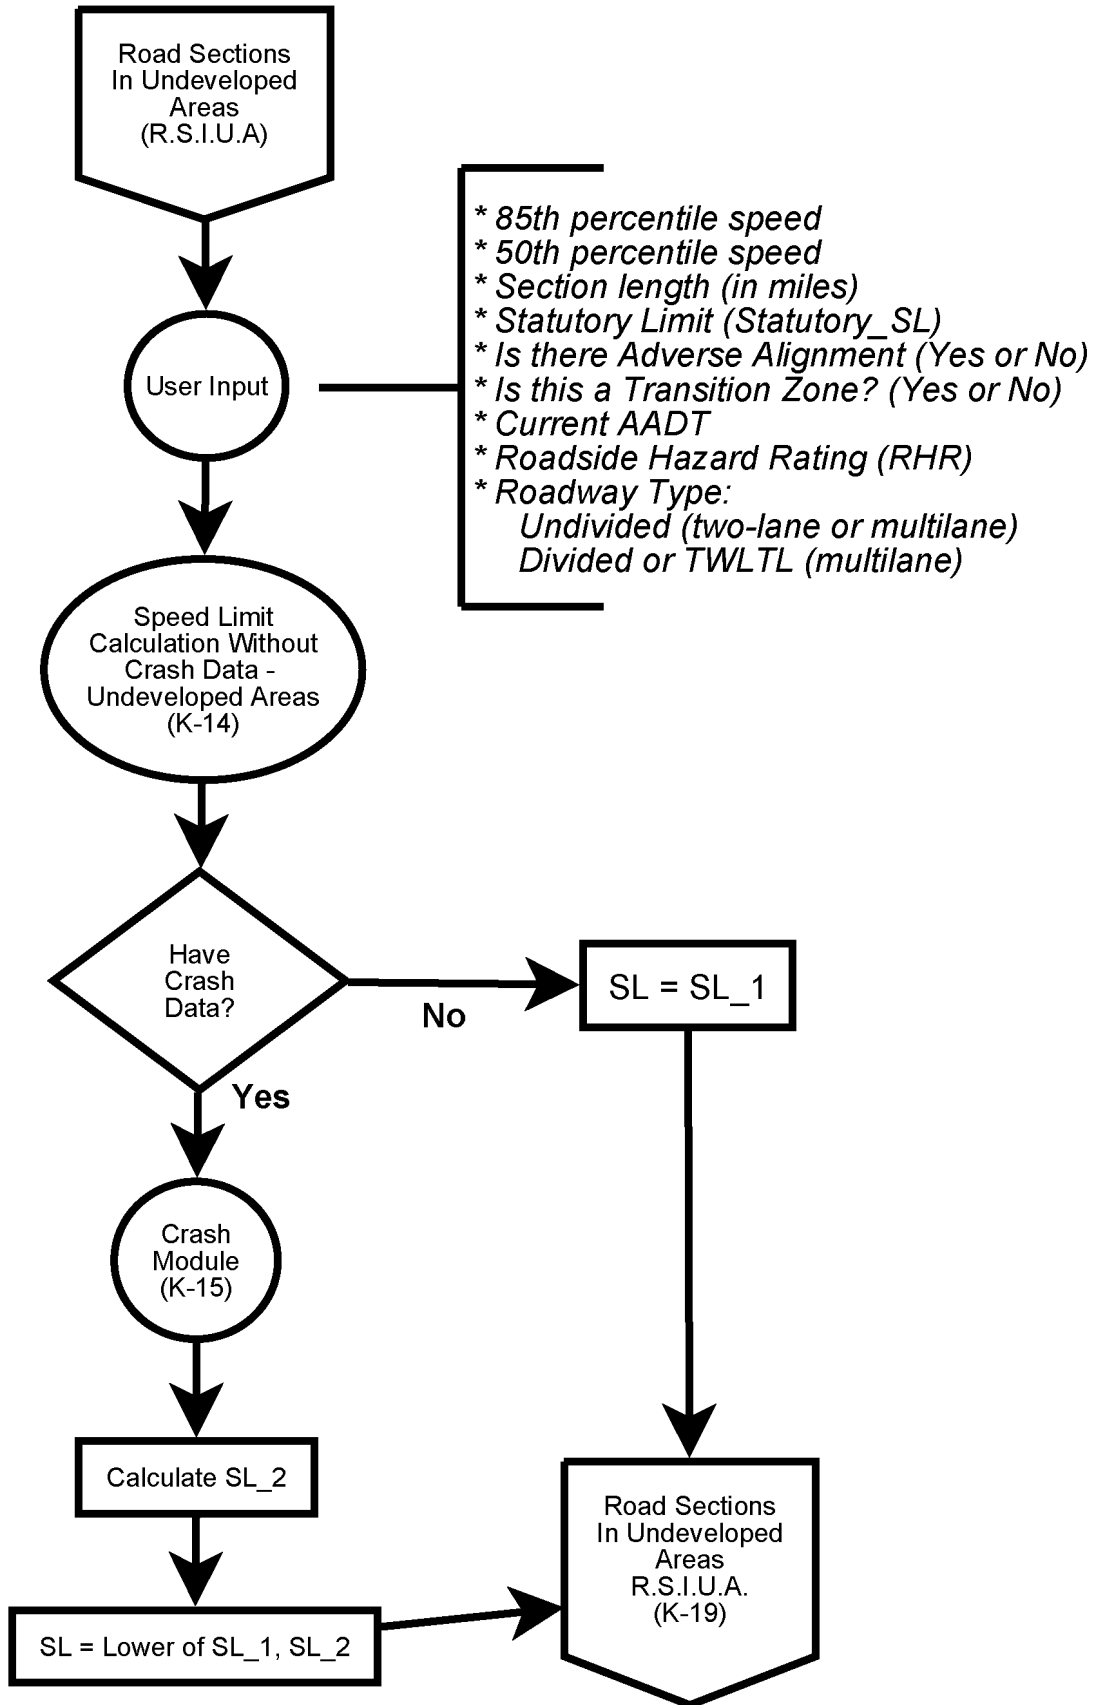 Road Sections
In Undeveloped
Areas
(R.S.I.U.A)
* 85th percentile speed
* 50th percentile speed
* Section length (in miles)
* Statutory Limit (Statutory_SL)
* Is there Adverse Alignment (Yes or No)
* Is this a Transition Zone? (Yes or No)
* Current AADT
* Roadside Hazard Rating (RHR)
* Roadway Type:
Undivided (two-lane or multilane)
Divided or TWLTL (multilane)
User Input
Speed Limit
Calculation Without
Crash Data -
Undeveloped Areas
(K-14)
Have
Crash
Data?
No
SL = SL_1
Yes
Crash
Module
(K-15)
Calculate SL_2
SL = Lower of SL_1, SL_2
Road Sections
In Undeveloped
Areas
R.S.I.U.A.
(K-19)